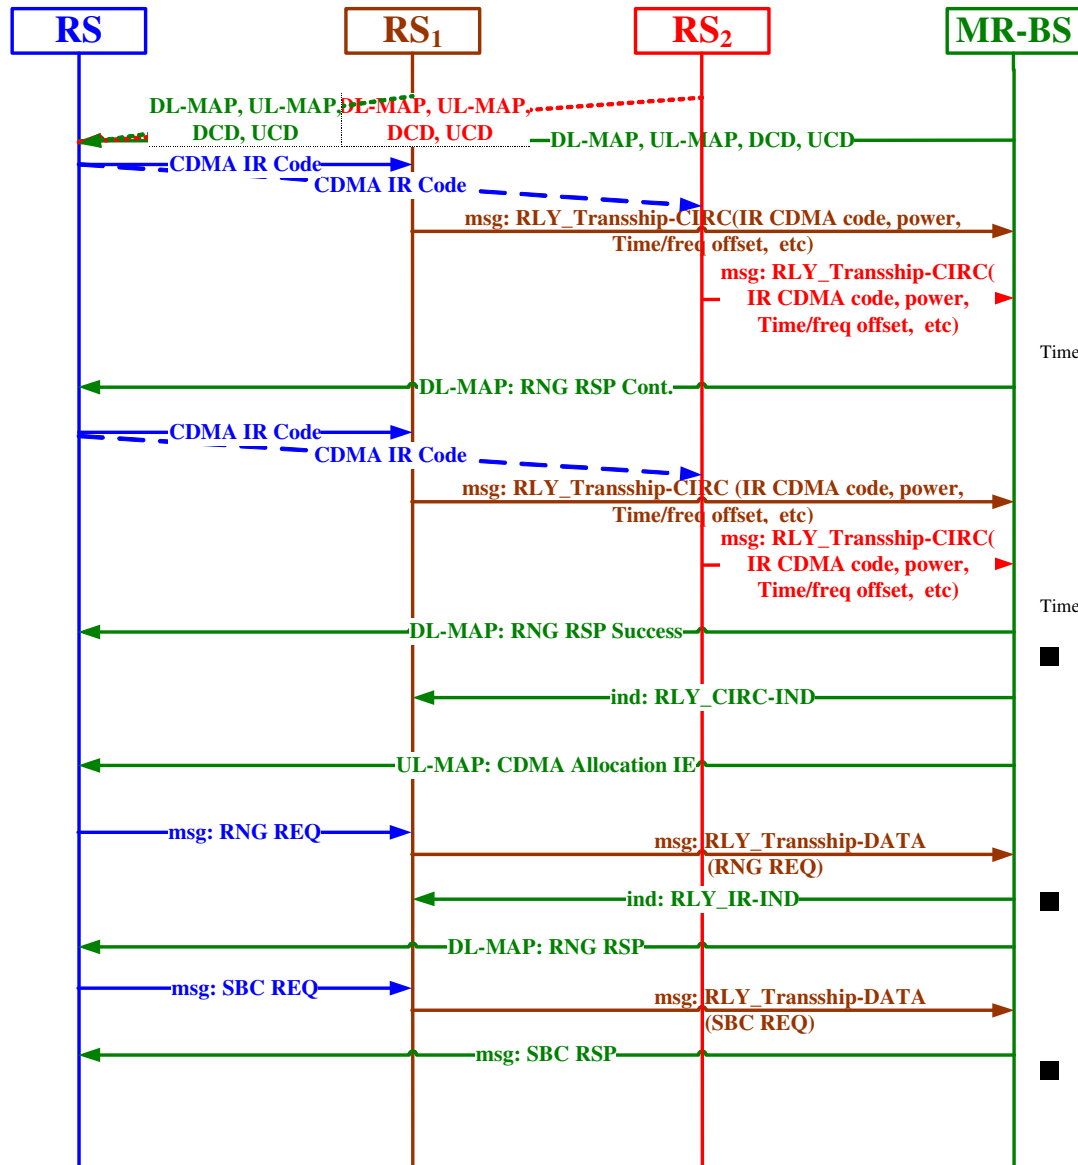 RS
RS1
RS2
MR-BS
DL-MAP, UL-MAP,
DCD, UCD
DL-MAP, UL-MAP,
DCD, UCD
DL-MAP, UL-MAP, DCD, UCD
CDMA IR Code
CDMA IR Code
msg: RLY_Transship-CIRC(IR CDMA code, power,
Time/freq offset, etc)
msg: RLY_Transship-CIRC(
IR CDMA code, power,
Time/freq offset, etc)
Time
DL-MAP: RNG RSP Cont.
CDMA IR Code
CDMA IR Code
msg: RLY_Transship-CIRC (IR CDMA code, power,
Time/freq offset, etc)
msg: RLY_Transship-CIRC(
IR CDMA code, power,
Time/freq offset, etc)
Time
DL-MAP: RNG RSP Success
ind: RLY_CIRC-IND
UL-MAP: CDMA Allocation IE
msg: RNG REQ
msg: RLY_Transship-DATA
(RNG REQ)
ind: RLY_IR-IND
DL-MAP: RNG RSP
msg: SBC REQ
msg: RLY_Transship-DATA
(SBC REQ)
msg: SBC RSP